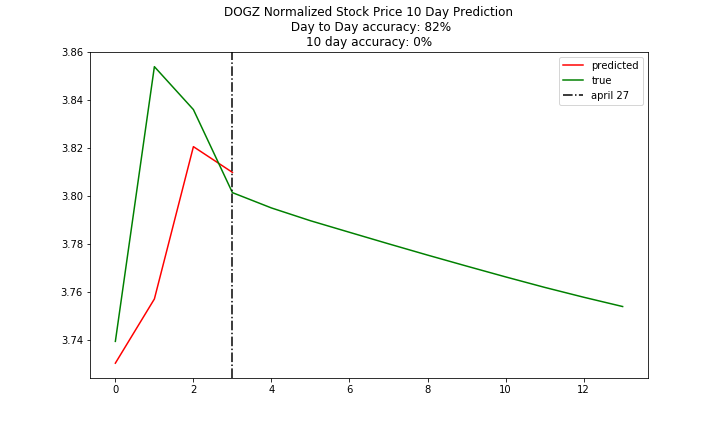 DOGZ Normalized Stock Price 10 Day Prediction
Day to Day accuracy: 82%
10 day accuracy: 0%
3.86
3.84
3.82
3.80
3.78
3.76
3.74
predicted
true
april 27
0 2 4 6 8 10 12